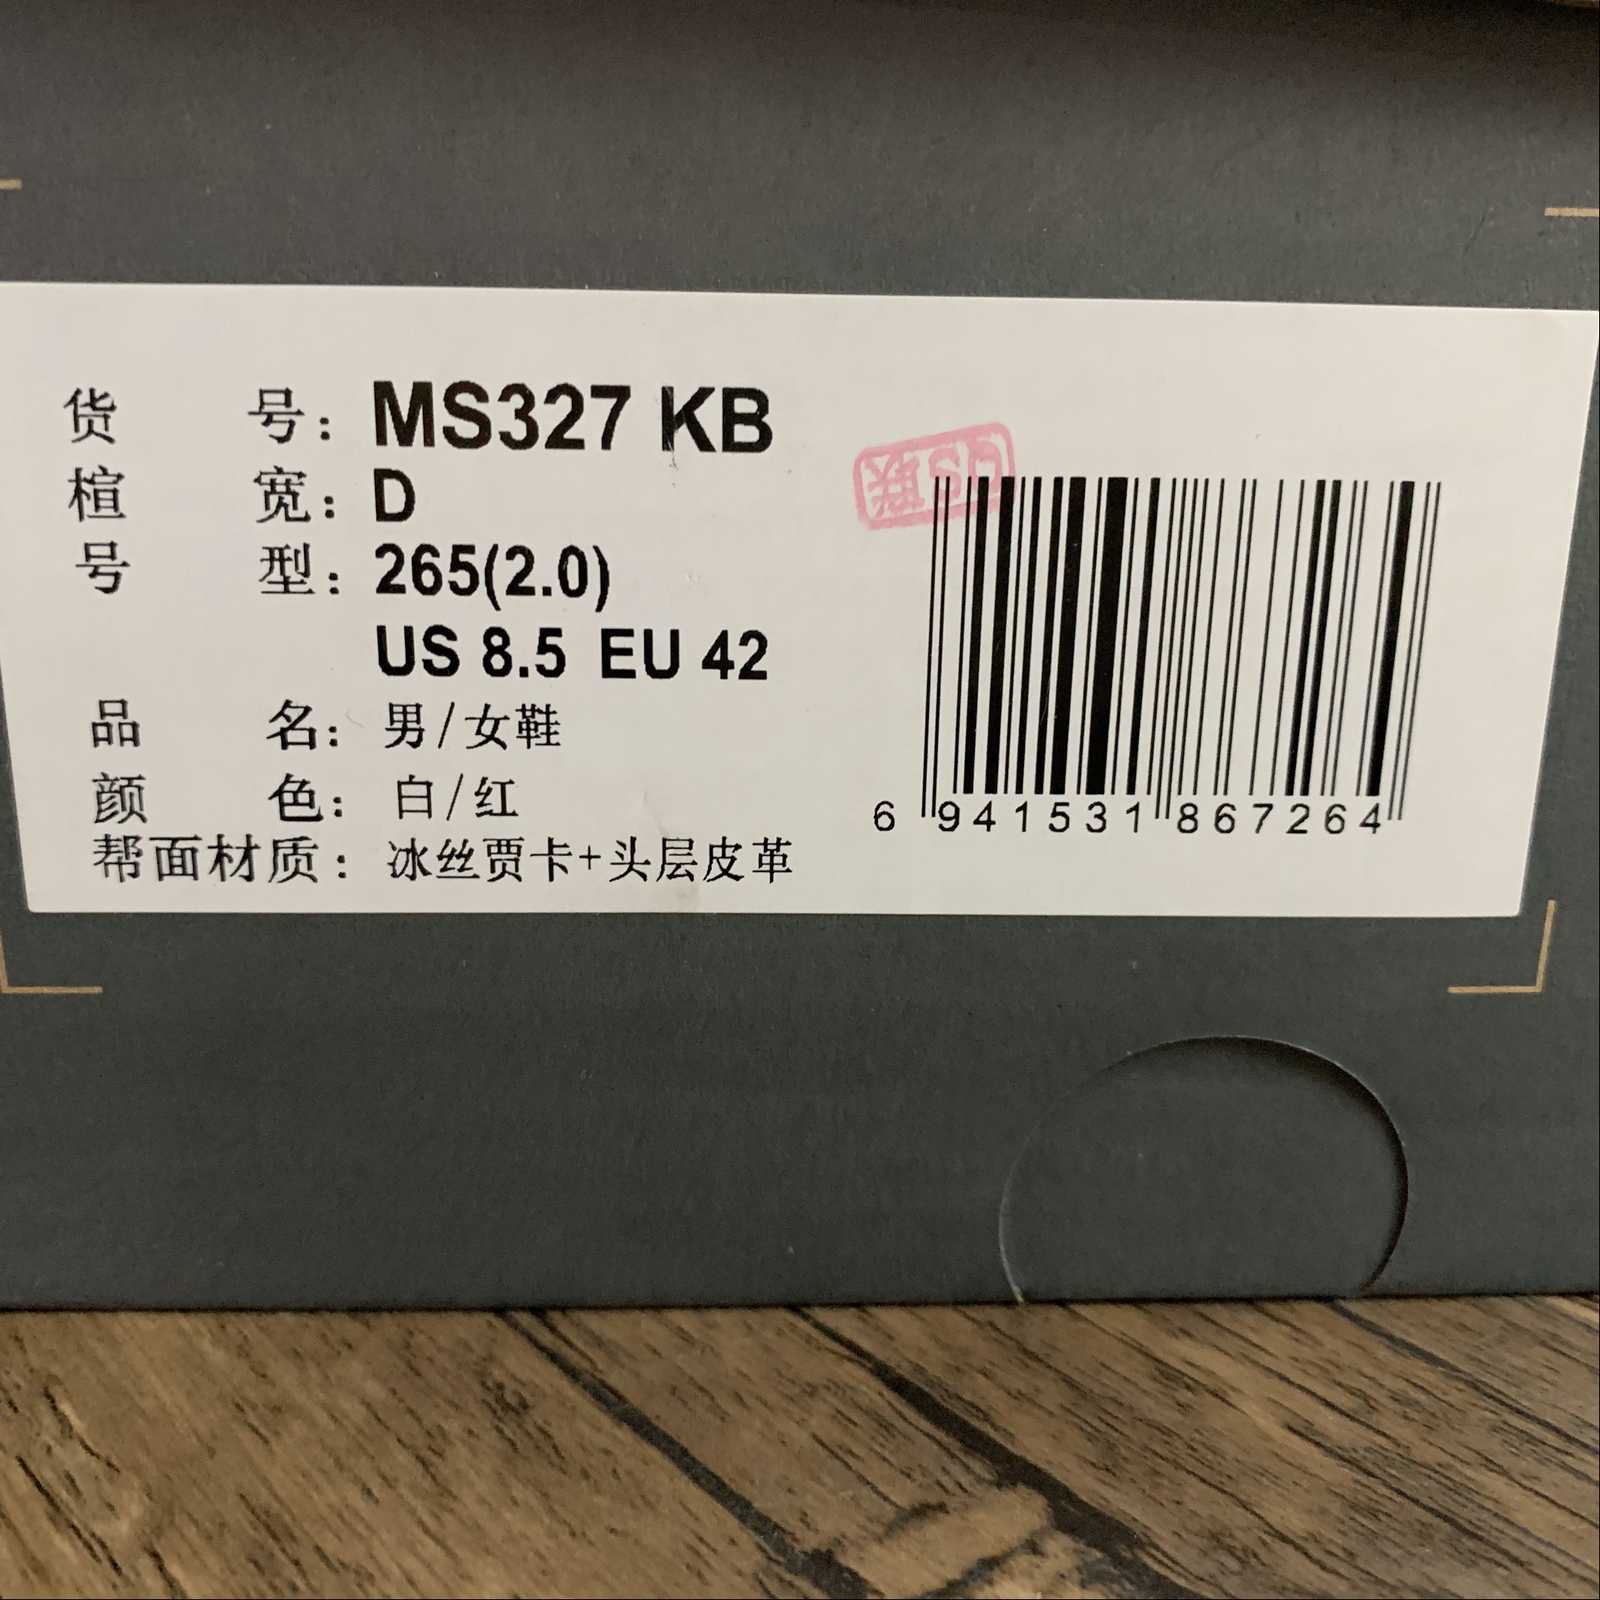 货 号：MS327 KB
楦 宽：D
号 型：265(2.0)
US 8.5 EU 42
品 名：男/女鞋
颜 色：白/红
帮面材质：冰丝贾卡+头层皮革
6 941531 867264